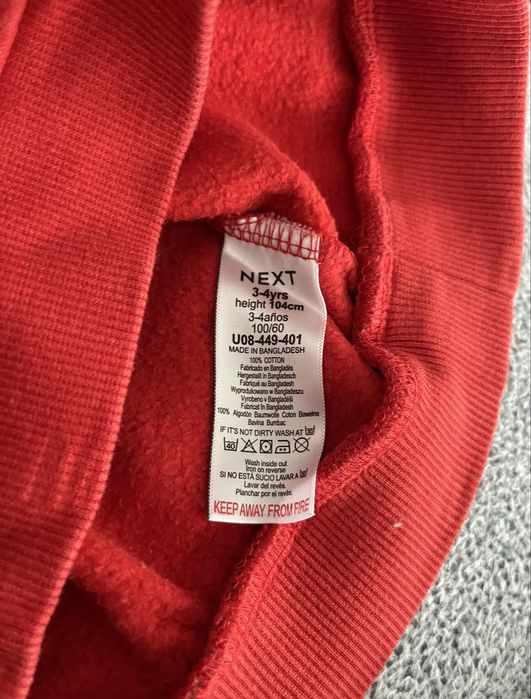 NEXT
3-4yrs
height 104cm
3-4años
100/60
U08-449-401
MADE IN BANGLADESH
100% COTTON
Fabricado en Bangladés
Hergestellt in Bangladesch
Fabriqué au Bangladesh
Wyprodukowano w Bangladeszu
Vyrobeno v Bangladéši
Fabricat în Bangladesh
100% Algodón Baumwolle Coton Bawełna
Bavlna Bumbac
IF IT'S NOT DIRTY WASH AT 30
40
Wash inside out
Iron on reverse
SI NO ESTÁ SUCIO LAVAR A
Lavar del revés.
Planchar por el revés.
KEEP AWAY FROM FIRE